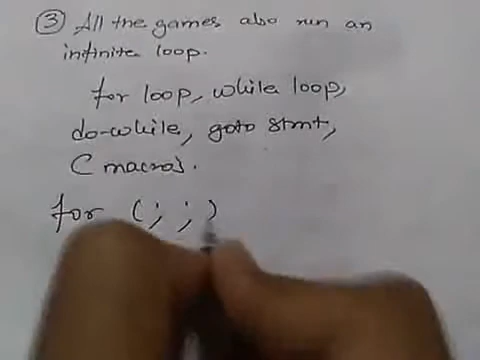 ③ All the games also run an
infinite loop.
for loop, while loop,
do-while, goto stmt,
C macros.
for (; ;)